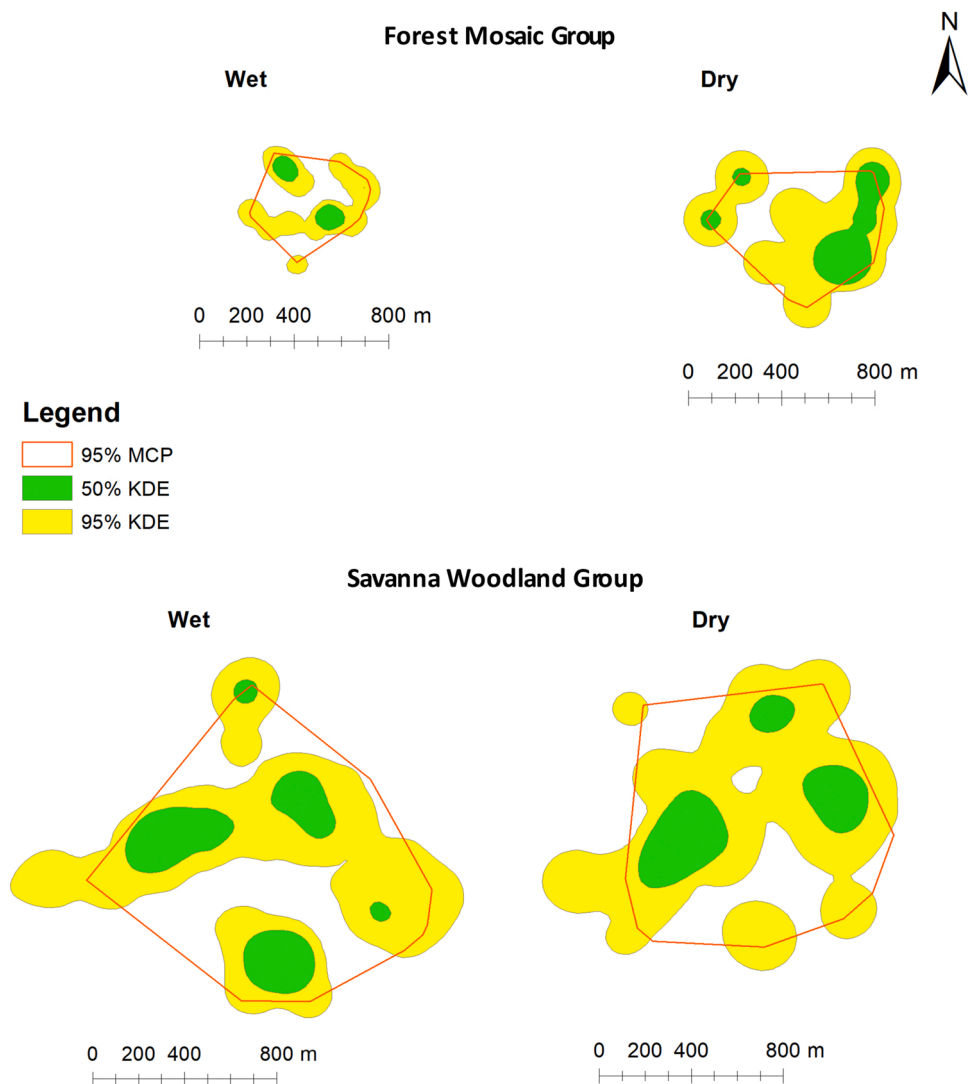 Forest Mosaic Group
N
Wet
Dry
0 200 400 800 m
0 200 400 800 m
Legend
95% MCP
50% KDE
95% KDE
Savanna Woodland Group
Wet
Dry
0 200 400 800 m
0 200 400 800 m